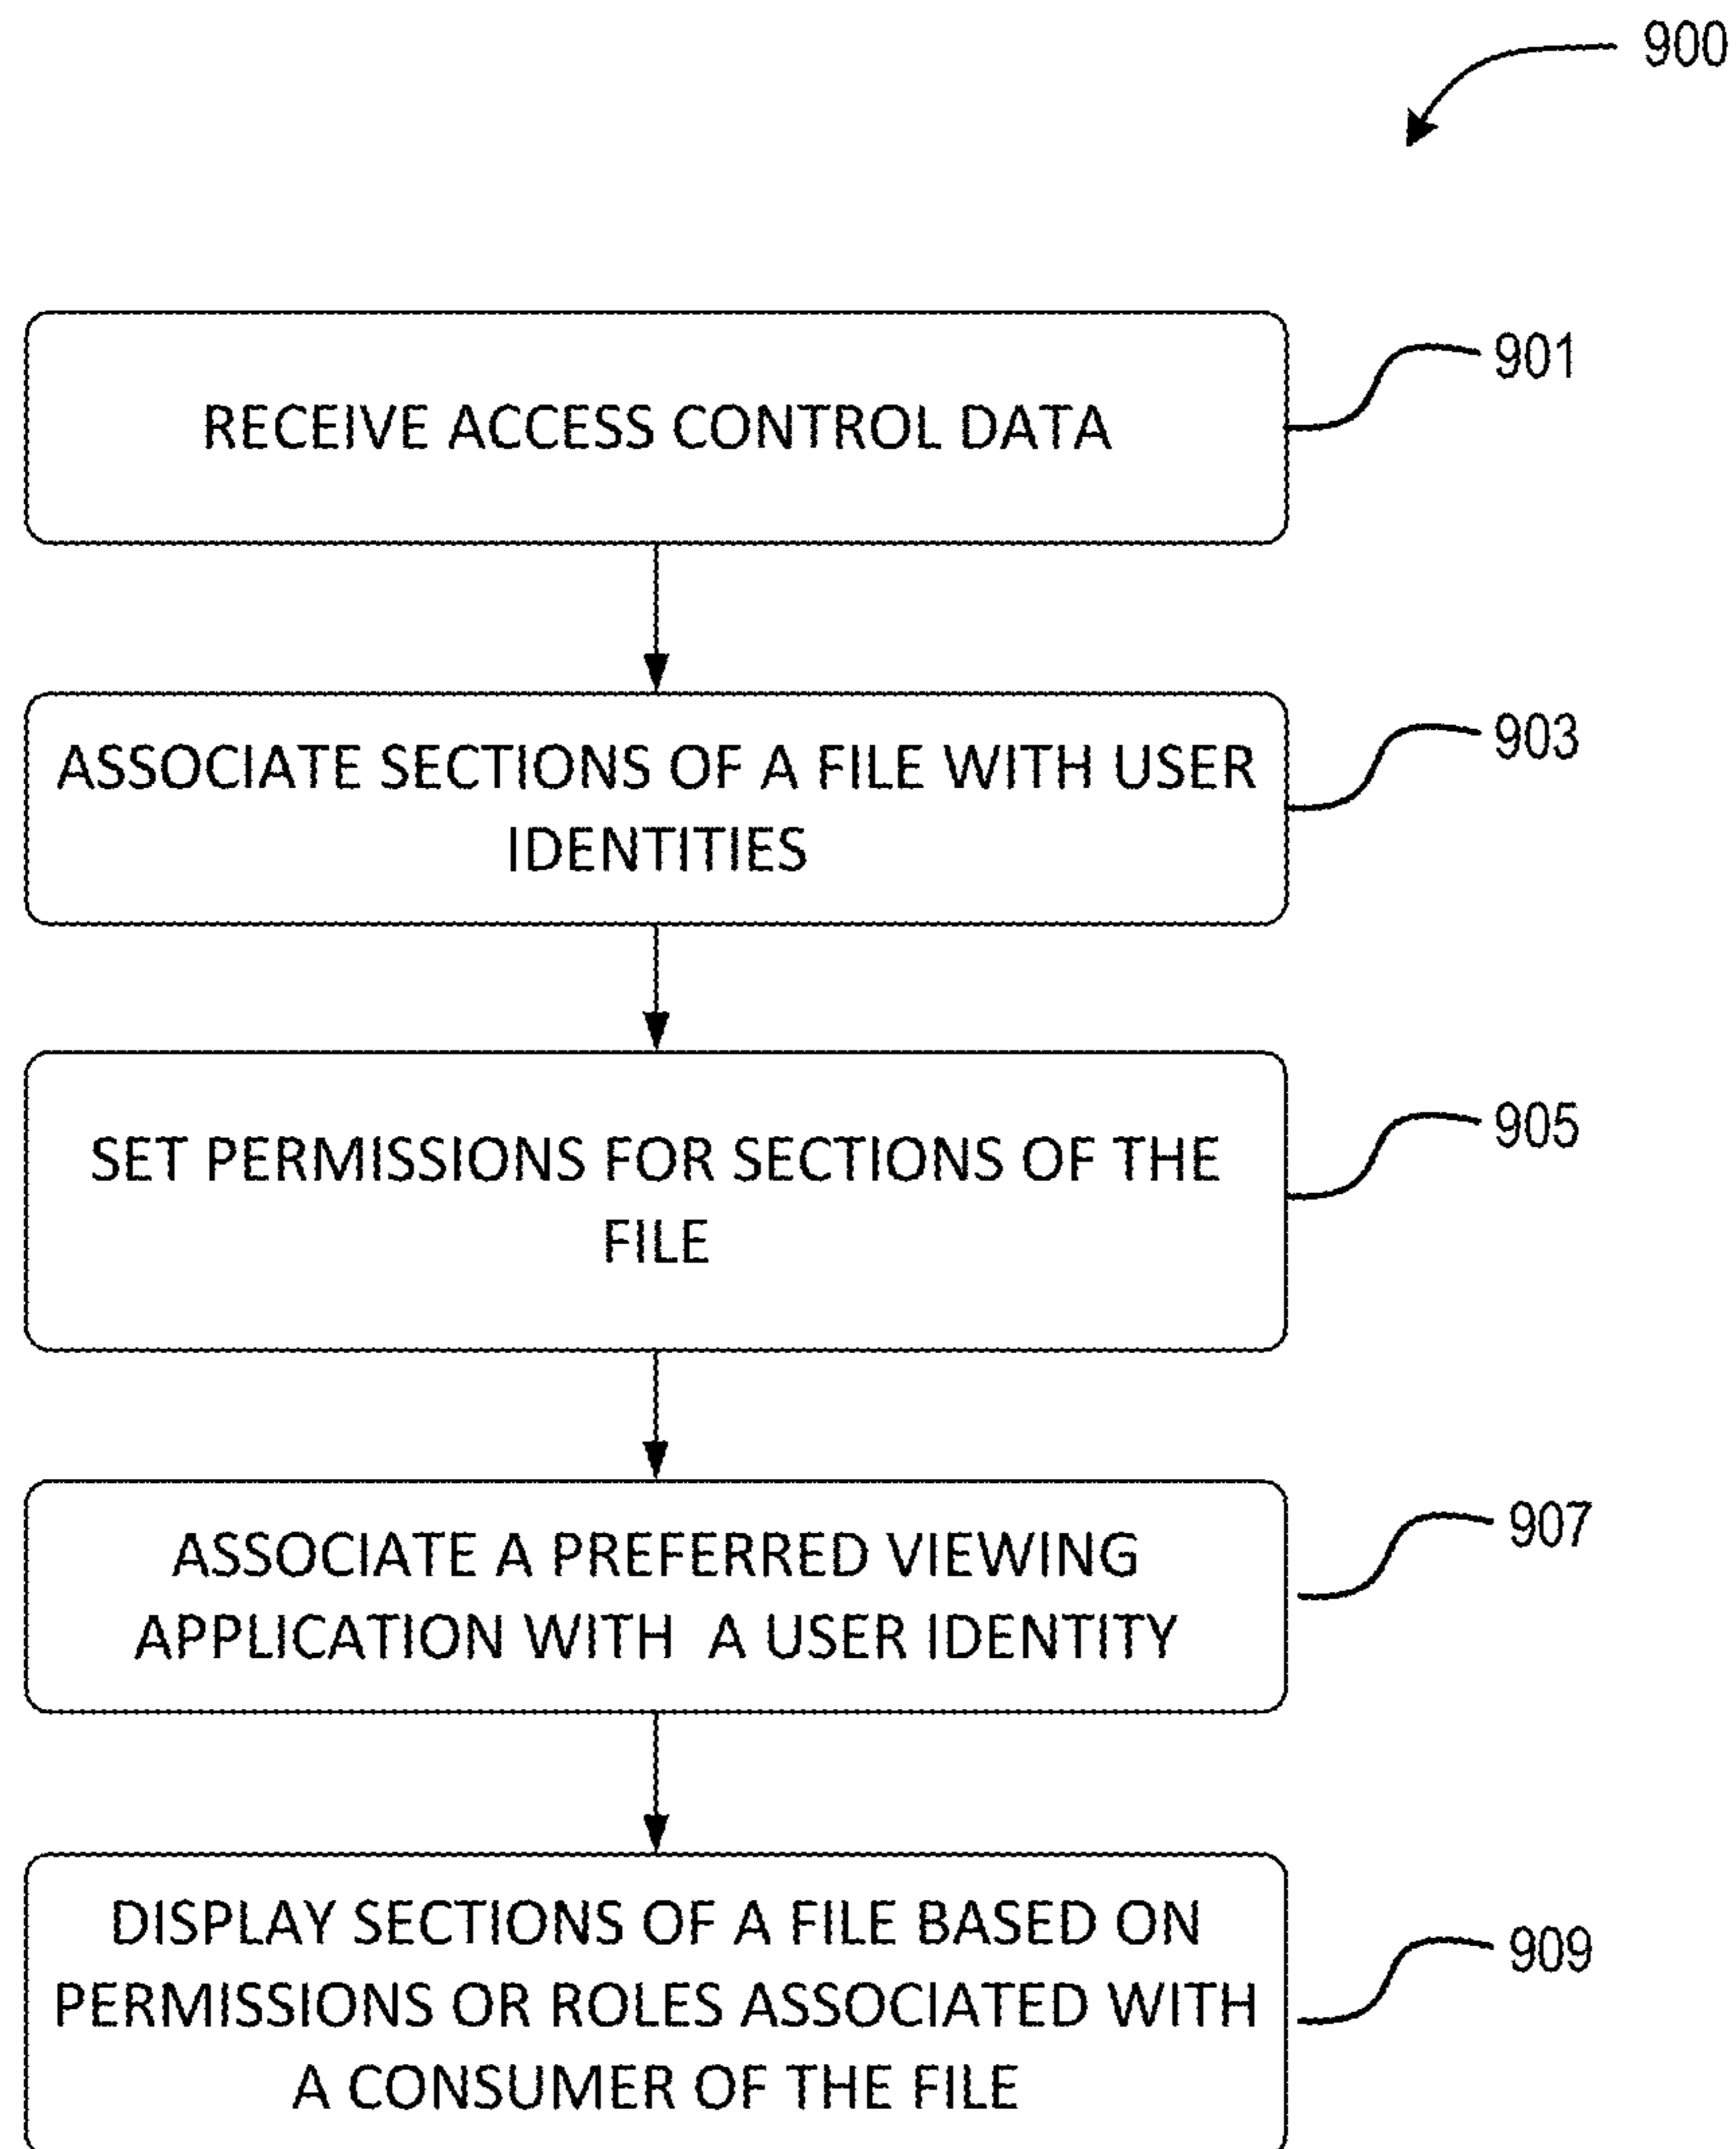 900
RECEIVE ACCESS CONTROL DATA
901
ASSOCIATE SECTIONS OF A FILE WITH USER
IDENTITIES
903
SET PERMISSIONS FOR SECTIONS OF THE
FILE
905
ASSOCIATE A PREFERRED VIEWING
APPLICATION WITH A USER IDENTITY
907
DISPLAY SECTIONS OF A FILE BASED ON
PERMISSIONS OR ROLES ASSOCIATED WITH
A CONSUMER OF THE FILE
909